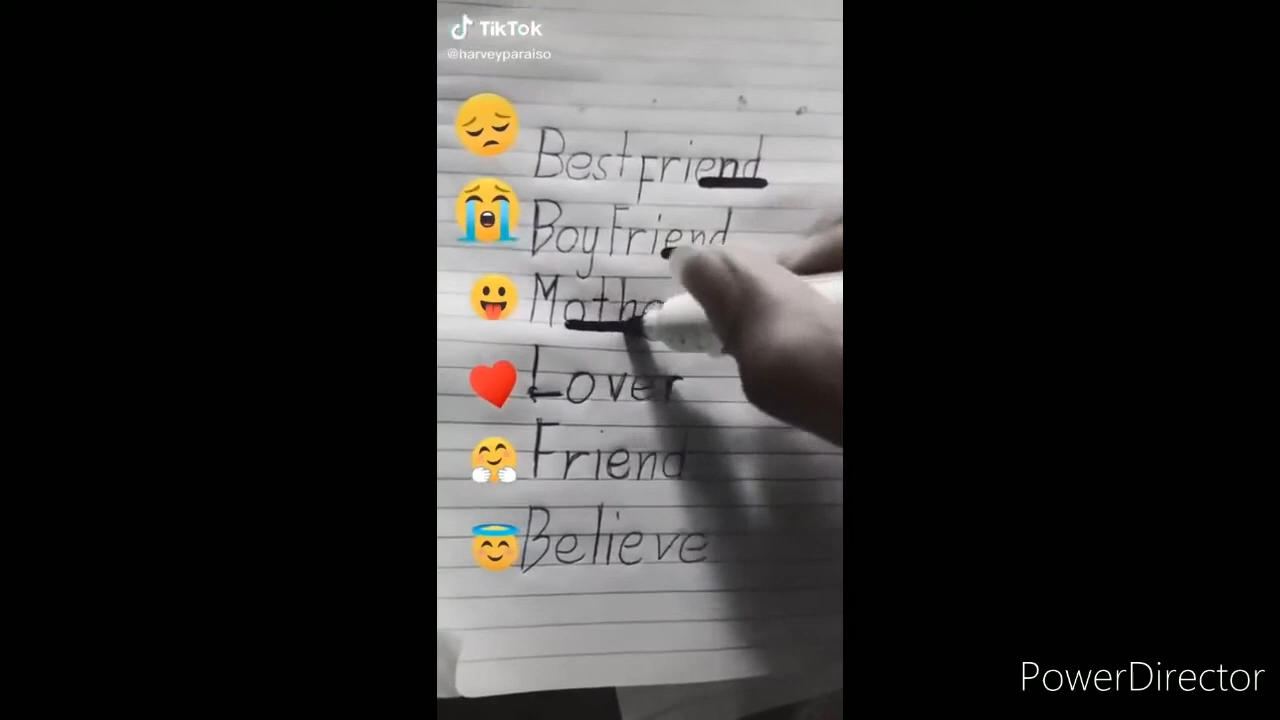 TikTok
@harveyparaiso
Bestfriend
BoyFriend
Lover
Friend
Believe
PowerDirector